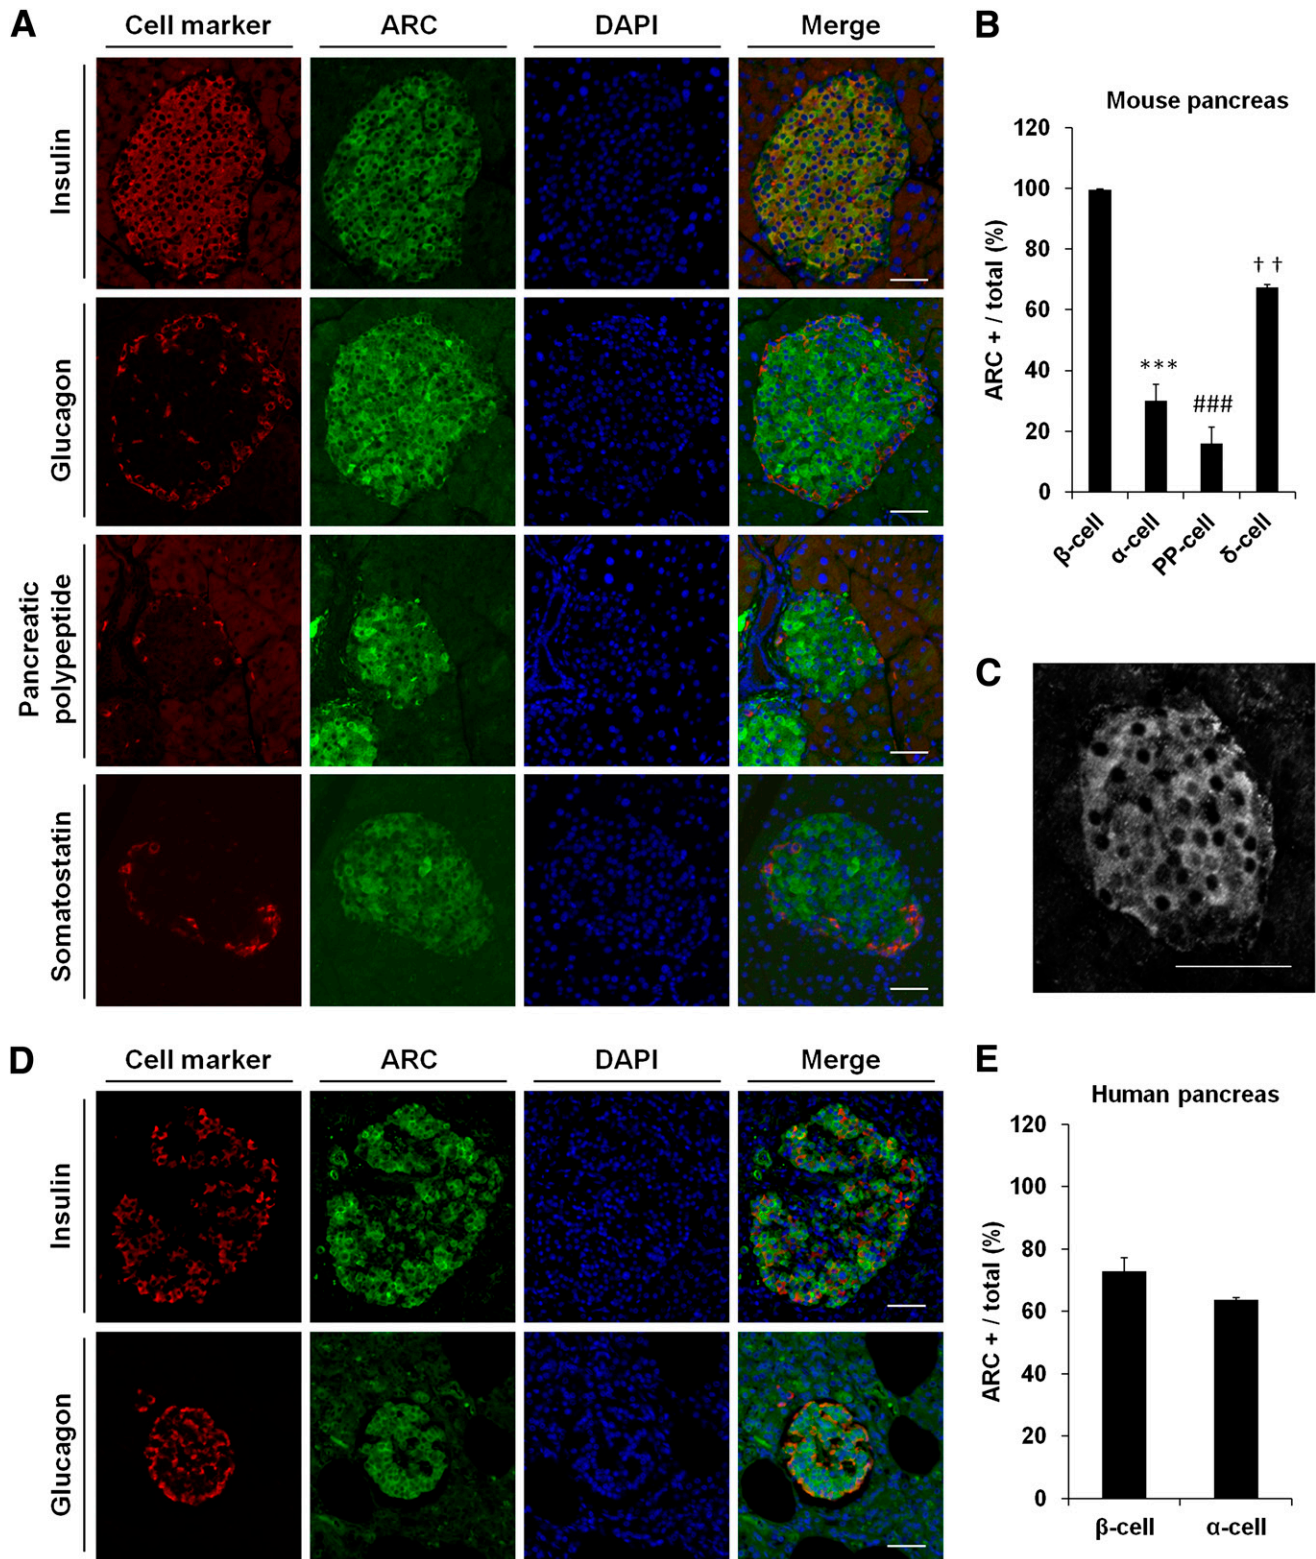 A
Cell marker
ARC
DAPI
Merge
Insulin
Glucagon
Pancreatic
polypeptide
Somatostatin
B
Mouse pancreas
ARC + / total (%)
120
100
80
60
40
20
0
***
###
† †
β-cell
α-cell
PP-cell
δ-cell
C
D
Cell marker
ARC
DAPI
Merge
Insulin
Glucagon
E
Human pancreas
ARC + / total (%)
120
100
80
60
40
20
0
β-cell
α-cell